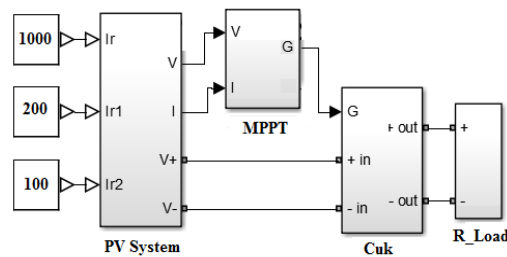 1000
200
100
Ir
Ir1
Ir2
V
I
V+
V-
PV System
V
I
G
MPPT
G
+ in
- in
+ out
- out
Cuk
+
-
R_Load